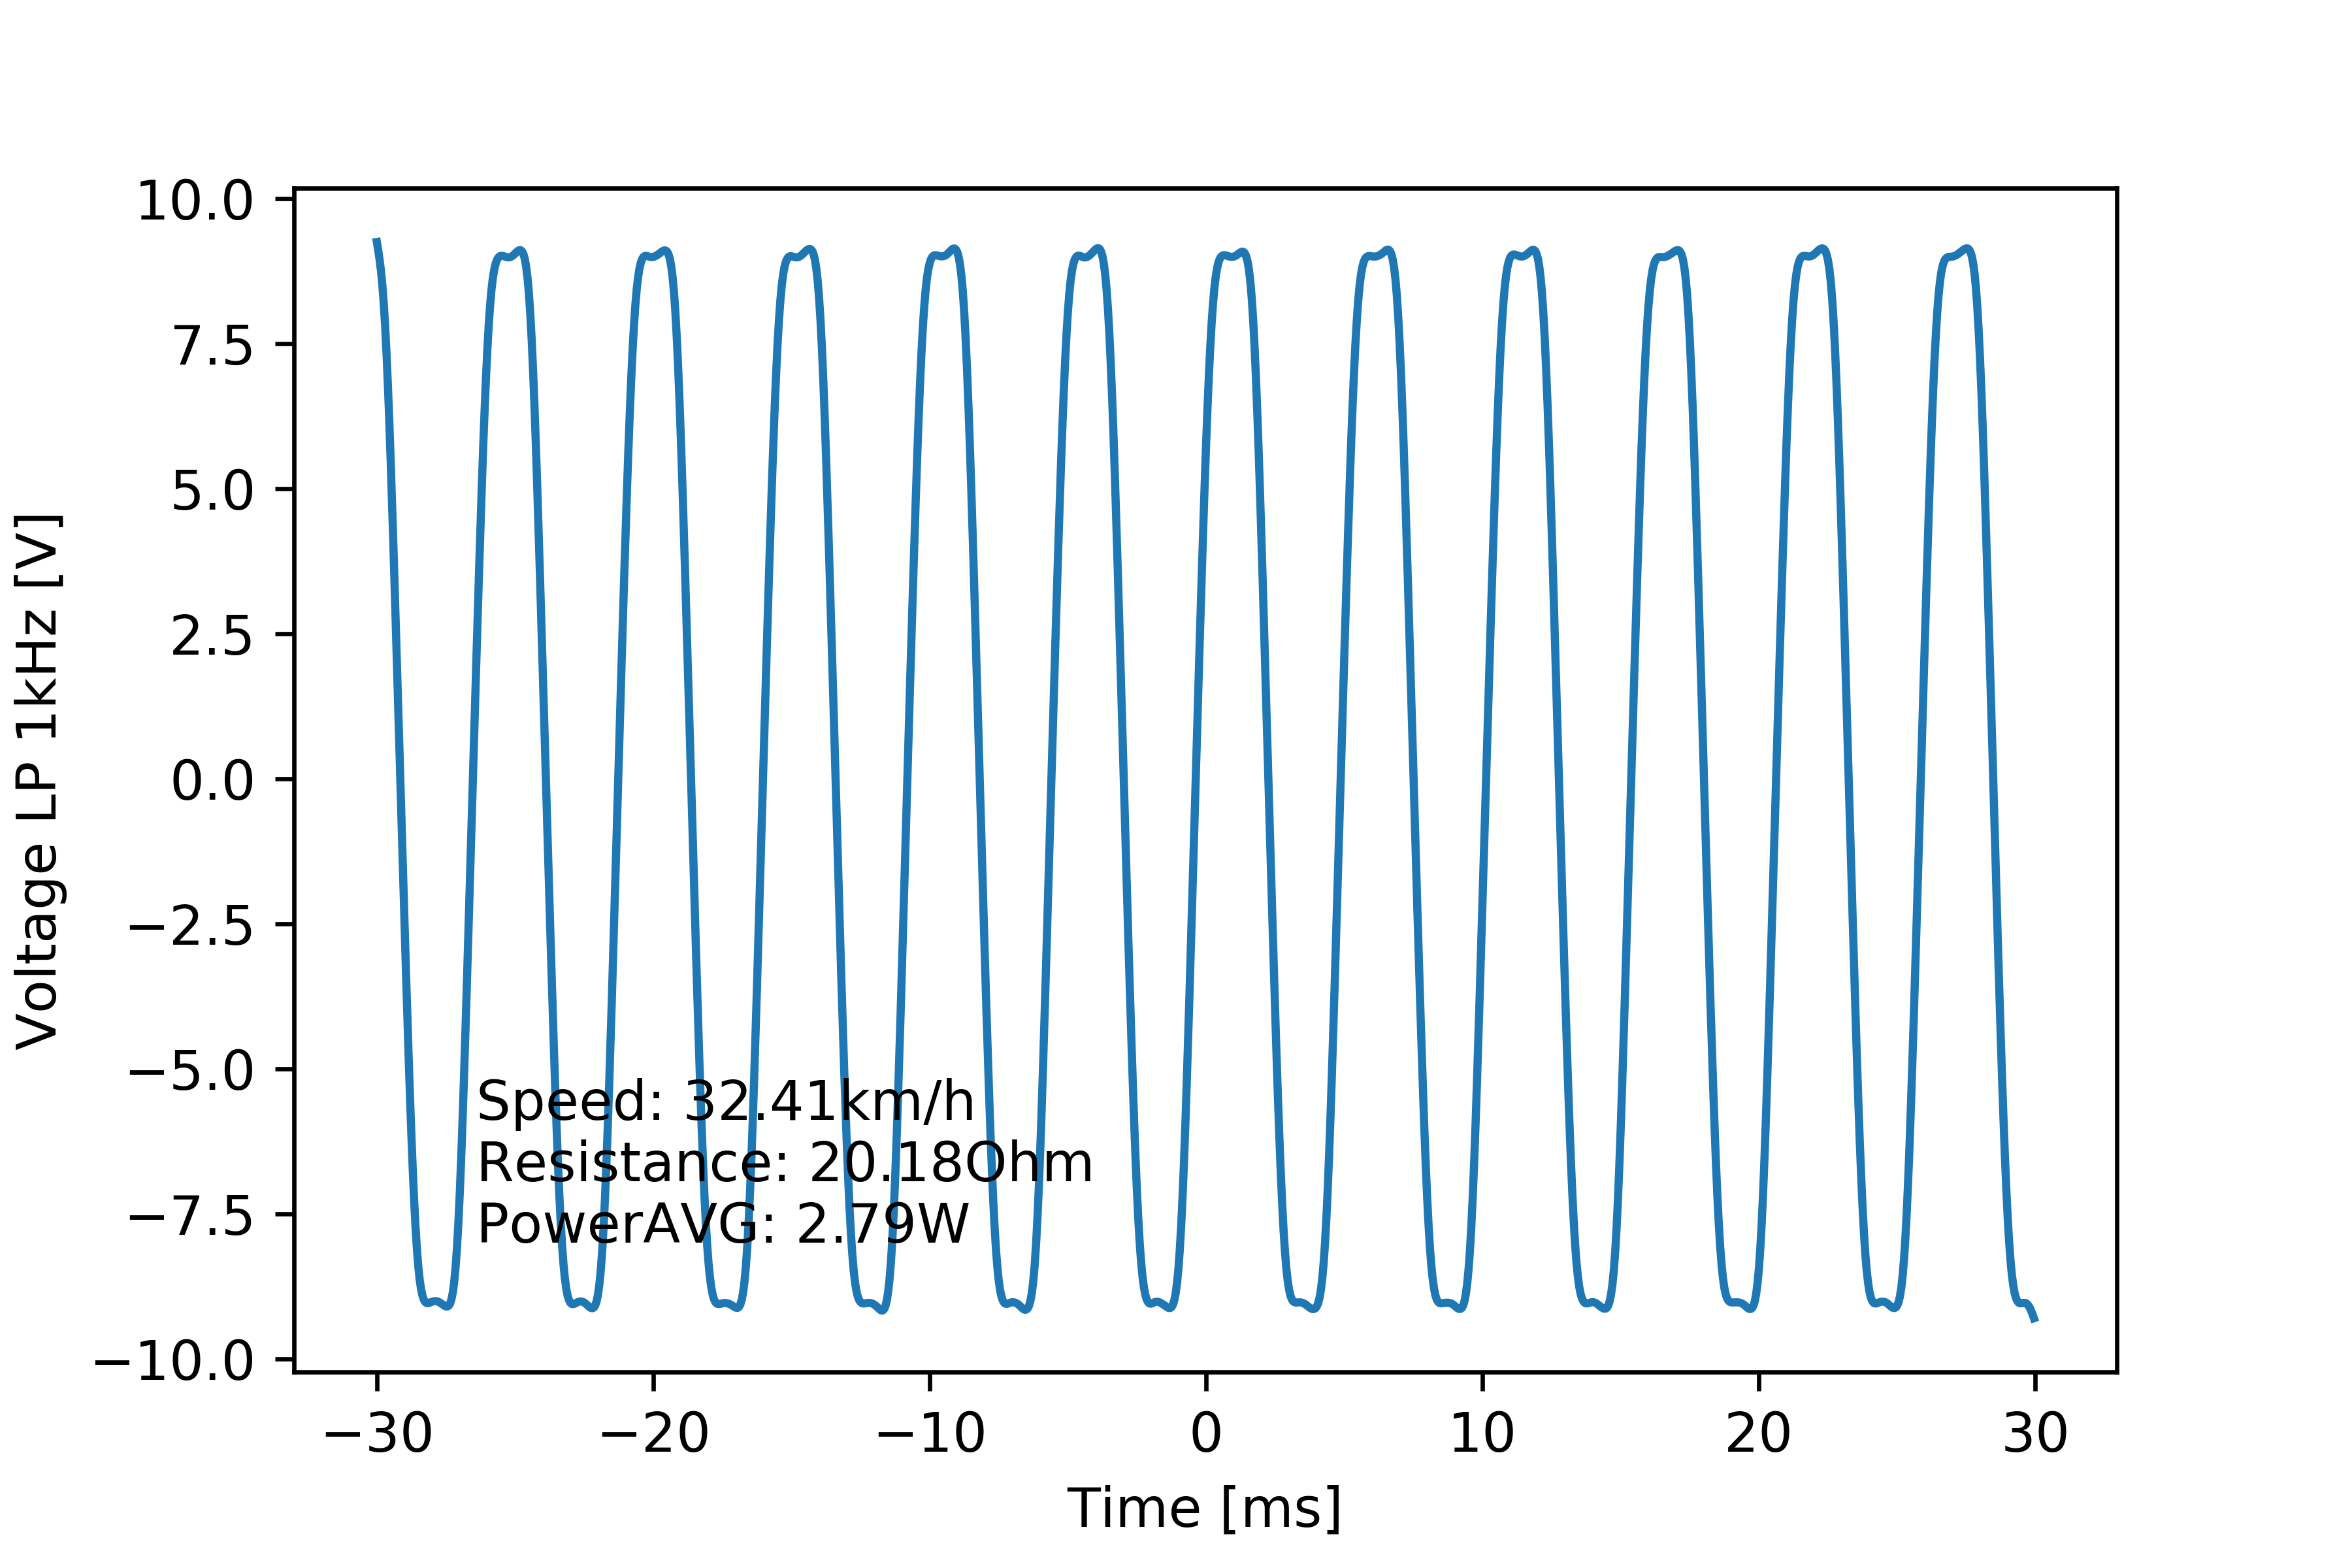 10.0
7.5
5.0
2.5
0.0
−2.5
−5.0
−7.5
−10.0
Voltage LP 1kHz [V]
Speed: 32.41km/h
Resistance: 20.18Ohm
PowerAVG: 2.79W
−30 −20 −10 0 10 20 30
Time [ms]